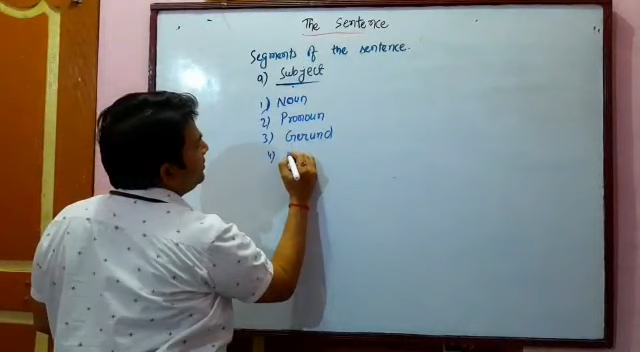 The sentence
Segments of the sentence.
a) Subject
1) Noun
2) Pronoun
3) Gerund
4)